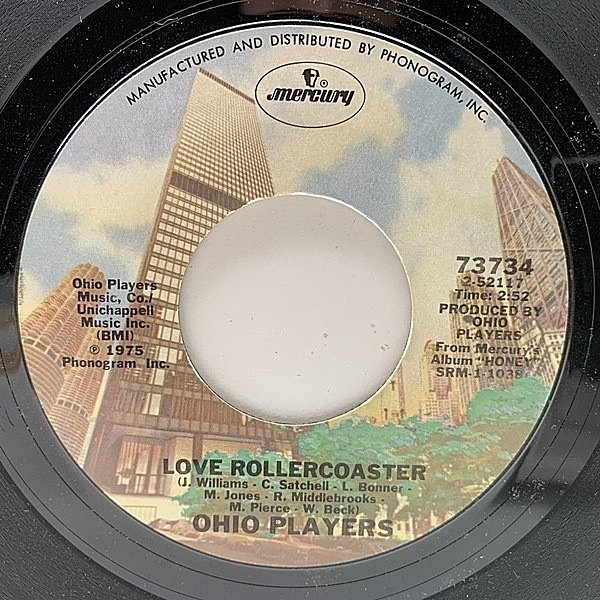 MANUFACTURED AND DISTRIBUTED BY PHONOGRAM, INC.
mercury
®
Ohio Players
Music, Co./
Unichappell
Music Inc.
(BMI)
℗ 1975
Phonogram Inc.
73734
2-52117
Time: 2:52
PRODUCED BY
OHIO
PLAYERS
From Mercury's
Album "HONEY"
SRM-1-1038
LOVE ROLLERCOASTER
(J. Williams - C. Satchell - L. Bonner -
M. Jones - R. Middlebrooks -
M. Pierce - W. Beck)
OHIO PLAYERS